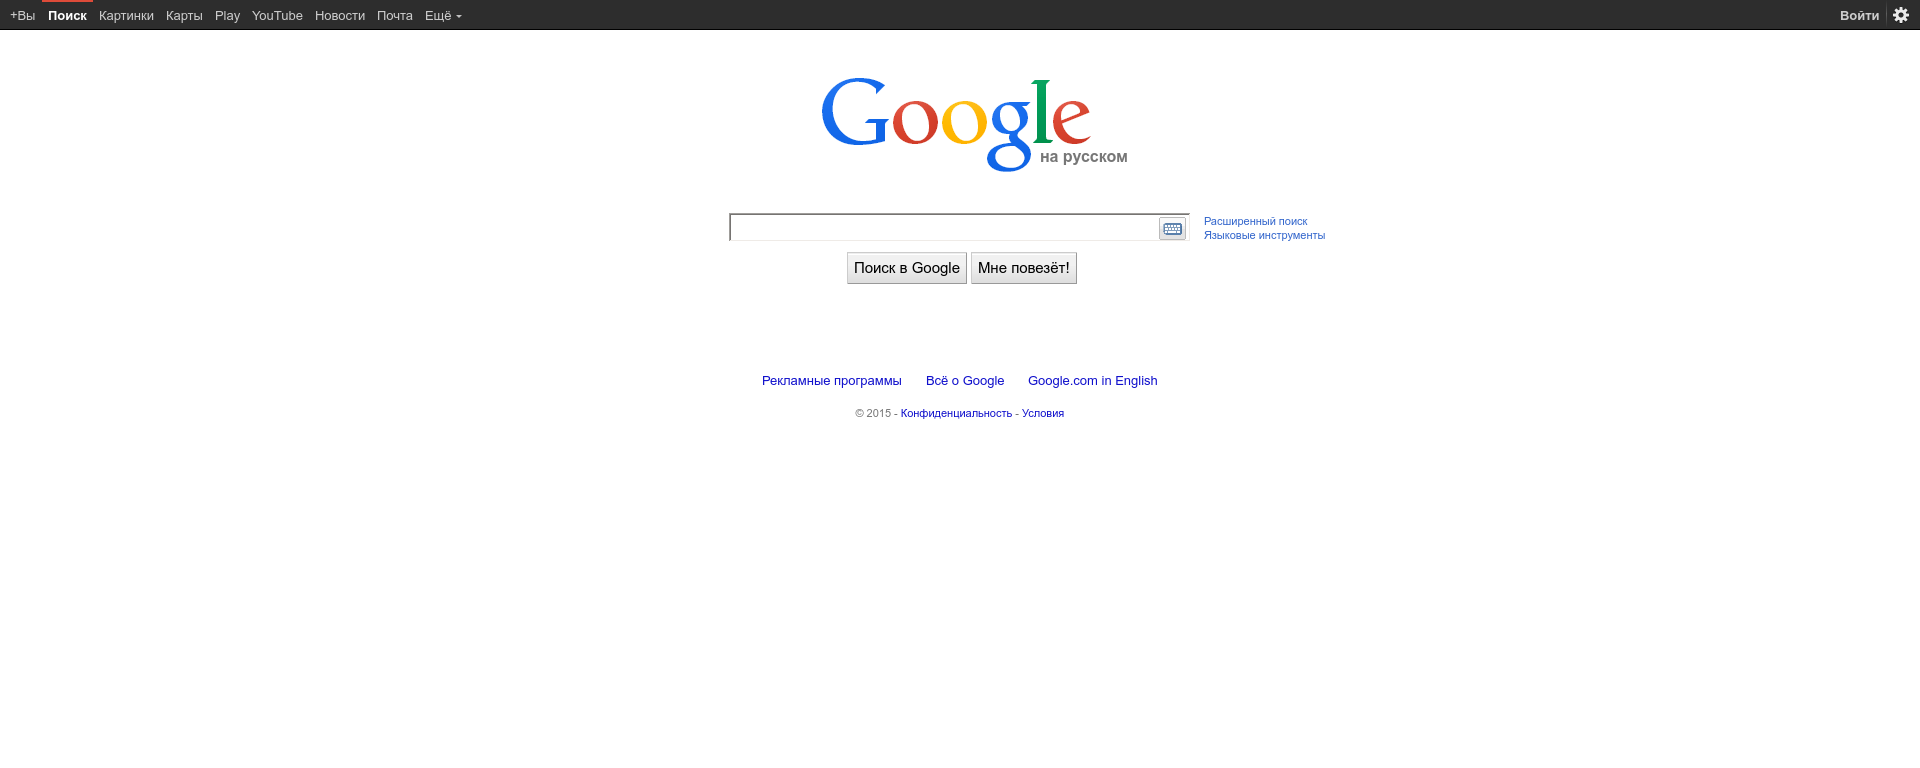 +Вы Поиск Картинки Карты Play YouTube Новости Почта Ещё Войти
Google
на русском
Расширенный поиск
Языковые инструменты
Поиск в Google Мне повезёт!
Рекламные программы Всё о Google Google.com in English
© 2015 - Конфиденциальность - Условия